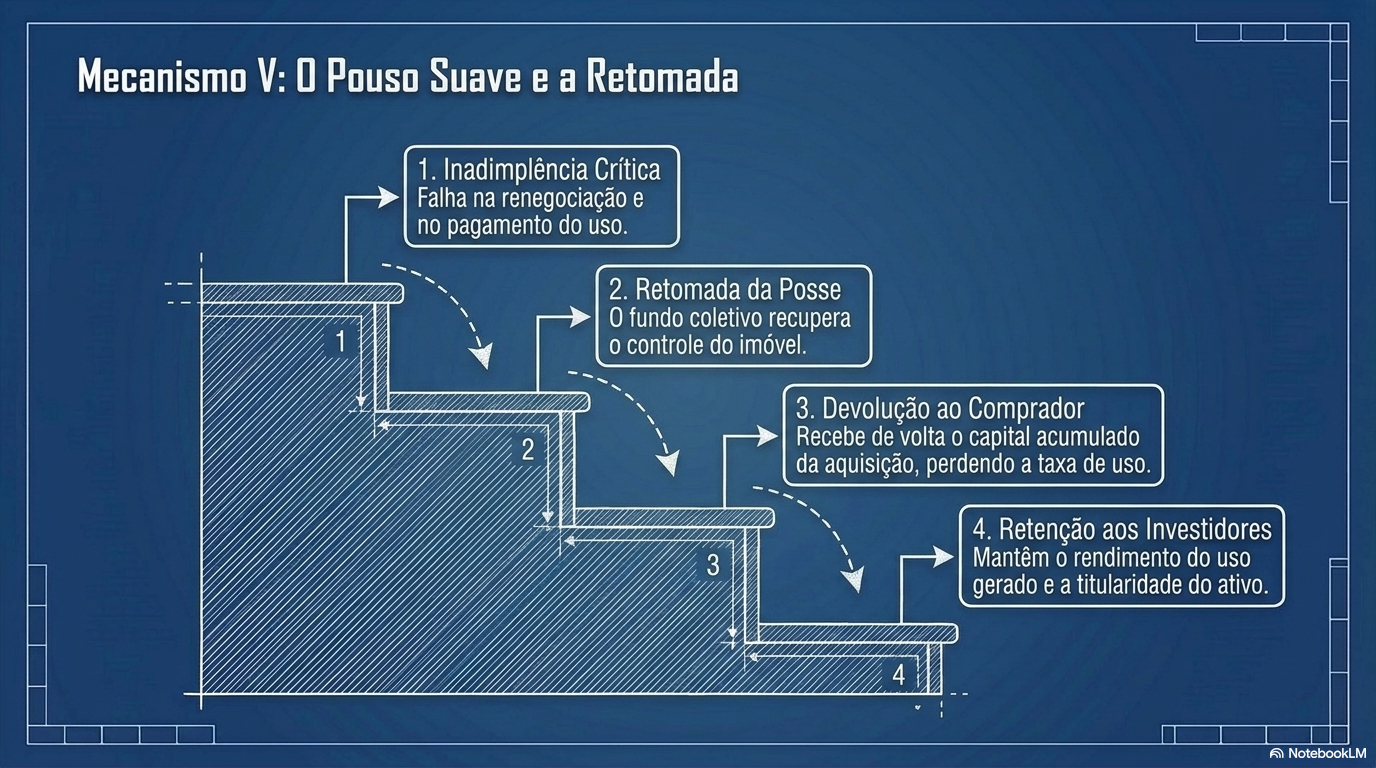 Mecanismo V: O Pouso Suave e a Retomada
1. Inadimplência Crítica
Falha na renegociação e
no pagamento do uso.
2. Retomada da Posse
O fundo coletivo recupera
o controle do imóvel.
3. Devolução ao Comprador
Recebe de volta o capital acumulado
da aquisição, perdendo a taxa de uso.
4. Retenção aos Investidores
Mantêm o rendimento do uso
gerado e a titularidade do ativo.
1
2
3
4
NotebookLM